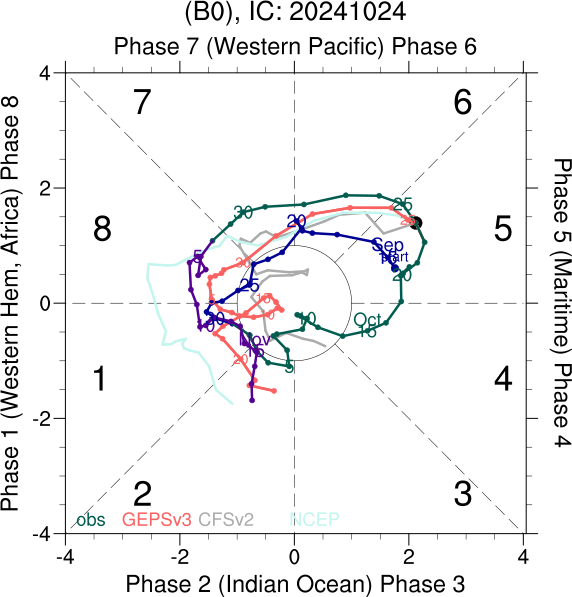 (B0), IC: 20241024
Phase 7 (Western Pacific) Phase 6
Phase 1 (Western Hem, Africa) Phase 8
Phase 5 (Maritime) Phase 4
4
2
0
-2
-4
7
6
8
5
1
4
2
3
30
25
20
Sep
start
20
25
Oct
15
10
5
30
Nov
15
20
5
obs GEPSv3 CFSv2 NCEP
-4 -2 0 2 4
Phase 2 (Indian Ocean) Phase 3